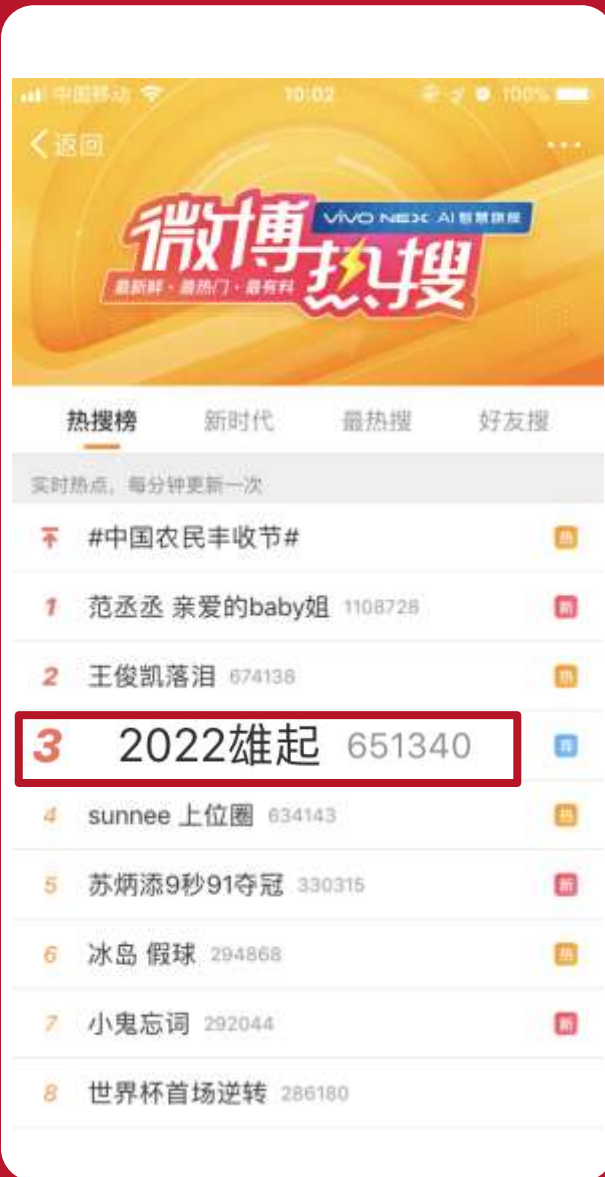 中国移动 10:02 100%
返回
微博热搜
vivo NEX AI智慧旗舰
最新鲜·最热门·最有料
热搜榜 新时代 最热搜 好友搜
实时热点，每分钟更新一次
#中国农民丰收节# 热
1 范丞丞 亲爱的baby姐 1108728 新
2 王俊凯落泪 674138 热
3 2022雄起 651340 荐
4 sunnee 上位圈 634143 热
5 苏炳添9秒91夺冠 330315 新
6 冰岛 假球 294868 热
7 小鬼忘词 292044 新
8 世界杯首场逆转 286180